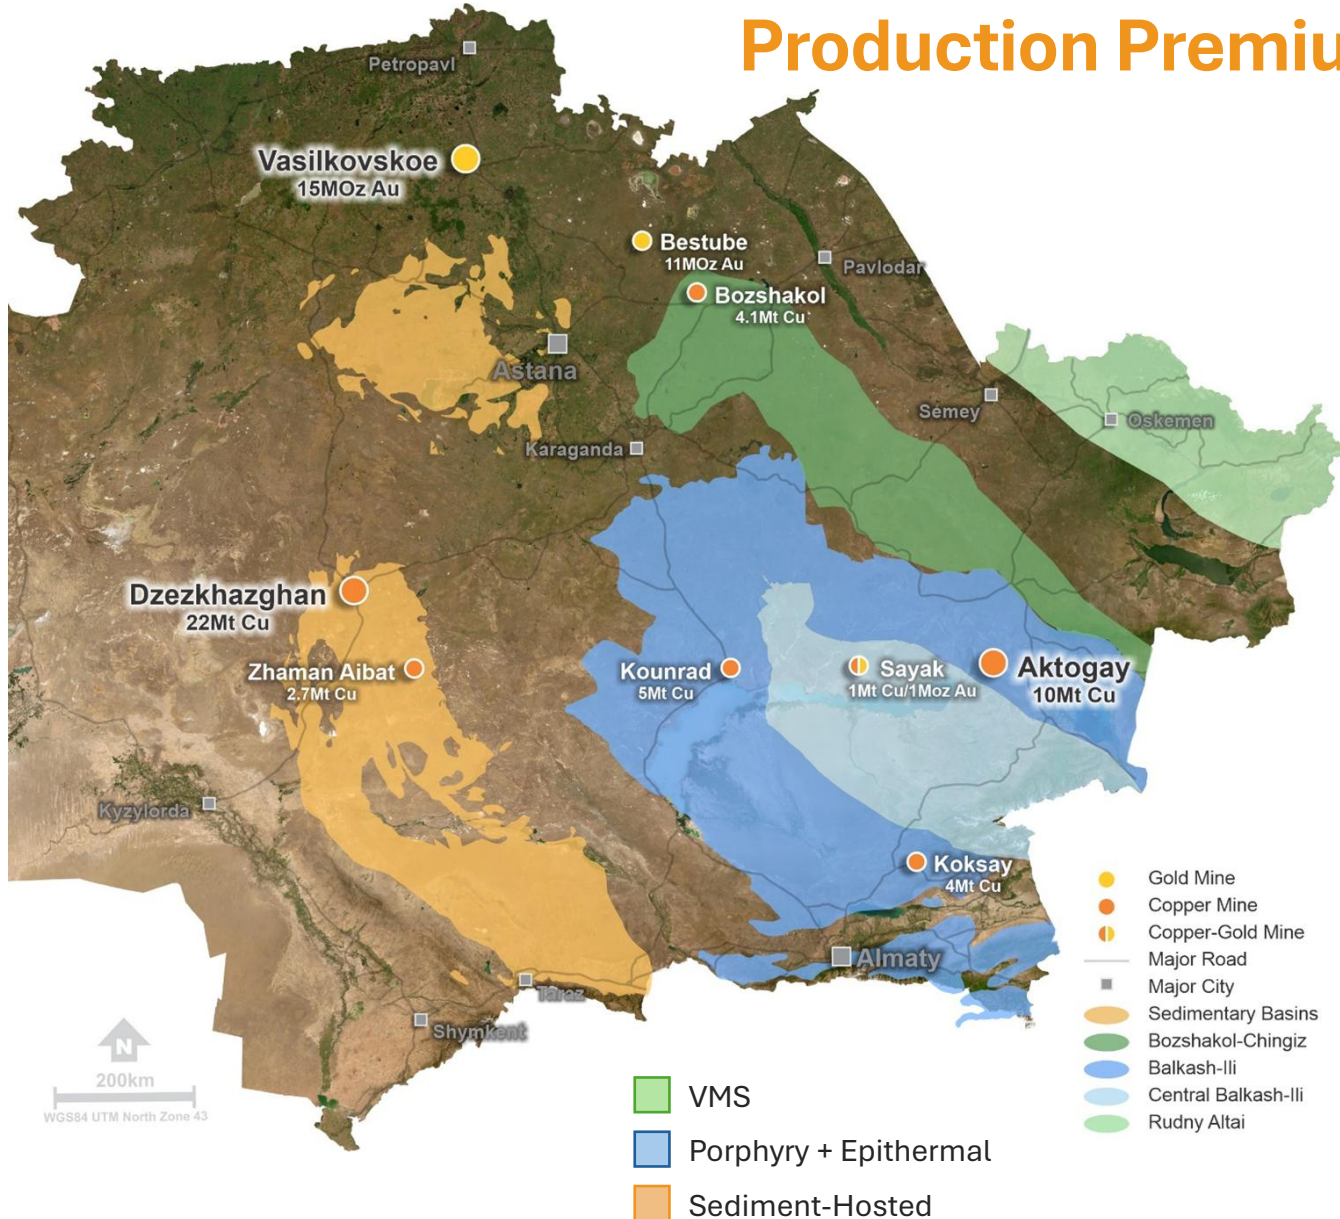 Production Premiu
Petropavl
Vasilkovskoe
15MOz Au
Bestube
11MOz Au
Pavlodar
Bozshakol
4.1Mt Cu
Astana
Semey
Oskemen
Karaganda
Dzezkhazghan
22Mt Cu
Zhaman Aibat
2.7Mt Cu
Kounrad
5Mt Cu
Sayak
1Mt Cu/1Moz Au
Aktogay
10Mt Cu
Kyzylorda
Koksay
4Mt Cu
Almaty
Taraz
Shymkent
N
200km
WGS84 UTM North Zone 43
Gold Mine
Copper Mine
Copper-Gold Mine
Major Road
Major City
Sedimentary Basins
Bozshakol-Chingiz
Balkash-Ili
Central Balkash-Ili
Rudny Altai
VMS
Porphyry + Epithermal
Sediment-Hosted